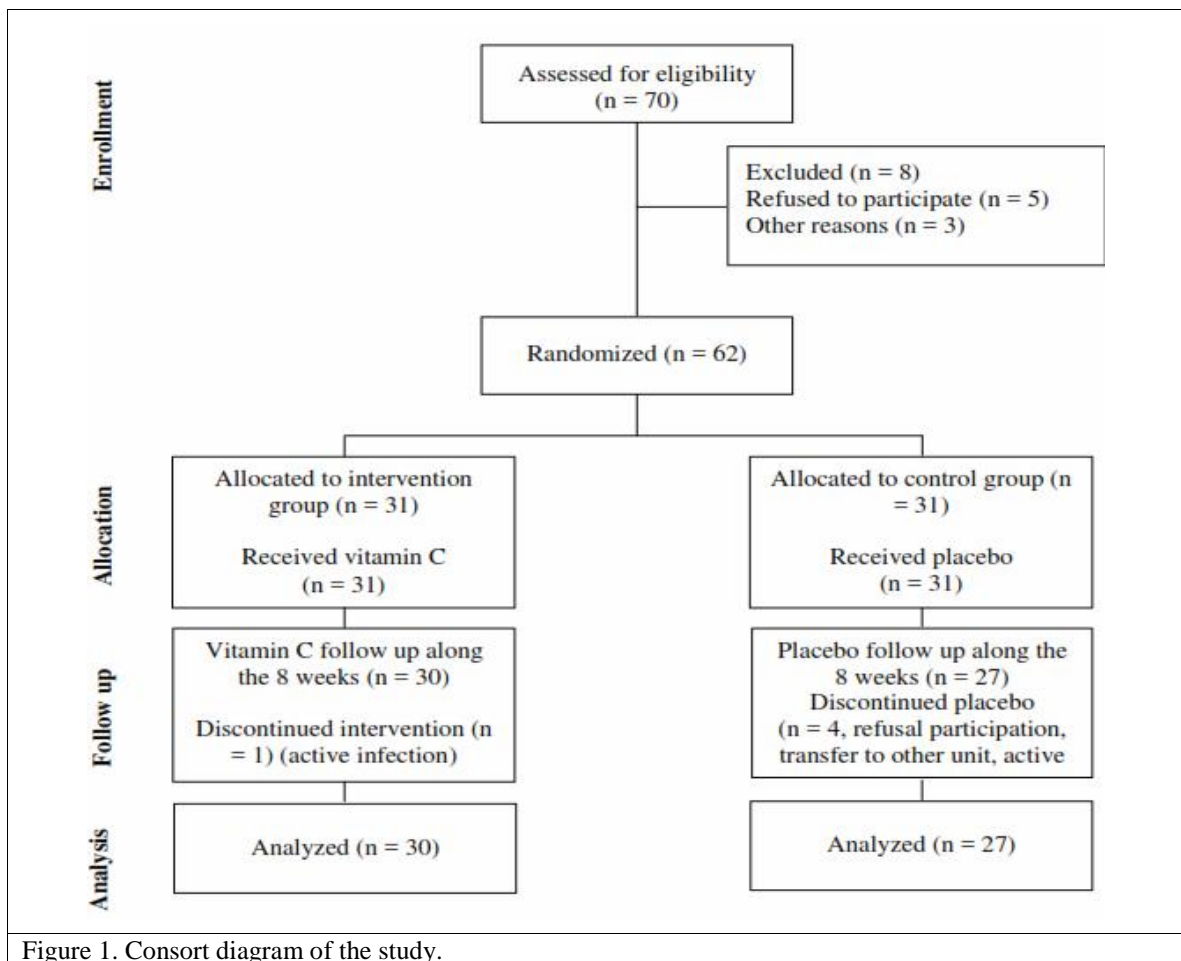 Enrollment
Assessed for eligibility
(n = 70)
Excluded (n = 8)
Refused to participate (n = 5)
Other reasons (n = 3)
Randomized (n = 62)
Allocation
Allocated to intervention
group (n = 31)
Received vitamin C
(n = 31)
Allocated to control group (n
= 31)
Received placebo
(n = 31)
Follow up
Vitamin C follow up along
the 8 weeks (n = 30)
Discontinued intervention (n
= 1) (active infection)
Placebo follow up along the
8 weeks (n = 27)
Discontinued placebo
(n = 4, refusal participation,
transfer to other unit, active
Analysis
Analyzed (n = 30)
Analyzed (n = 27)
Figure 1. Consort diagram of the study.